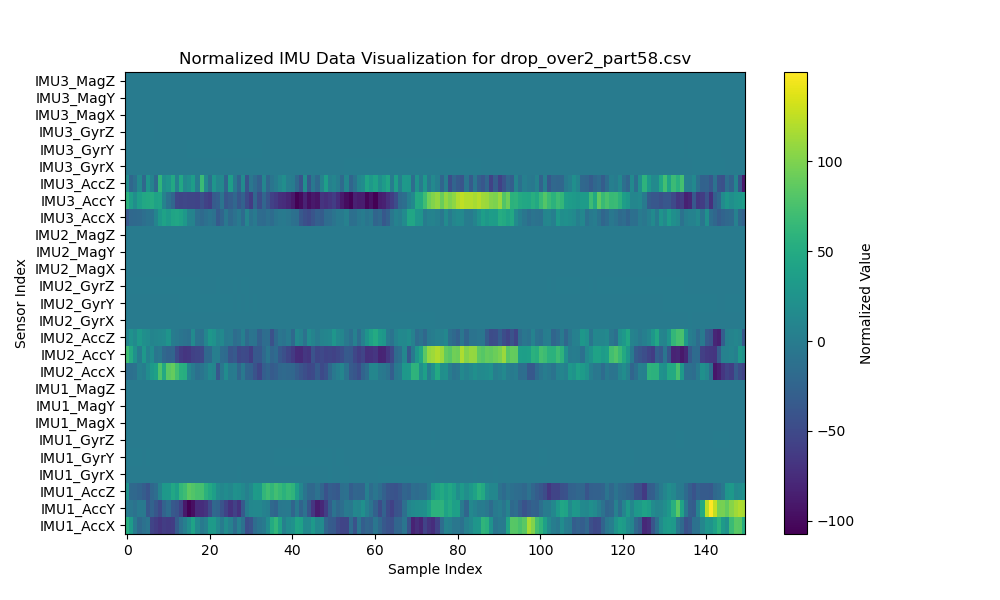 Normalized IMU Data Visualization for drop_over2_part58.csv
IMU3_MagZ
IMU3_MagY
IMU3_MagX
IMU3_GyrZ
IMU3_GyrY
IMU3_GyrX
IMU3_AccZ
IMU3_AccY
IMU3_AccX
IMU2_MagZ
IMU2_MagY
IMU2_MagX
IMU2_GyrZ
IMU2_GyrY
IMU2_GyrX
IMU2_AccZ
IMU2_AccY
IMU2_AccX
IMU1_MagZ
IMU1_MagY
IMU1_MagX
IMU1_GyrZ
IMU1_GyrY
IMU1_GyrX
IMU1_AccZ
IMU1_AccY
IMU1_AccX
Sensor Index
0 20 40 60 80 100 120 140
Sample Index
100
50
0
−50
−100
Normalized Value